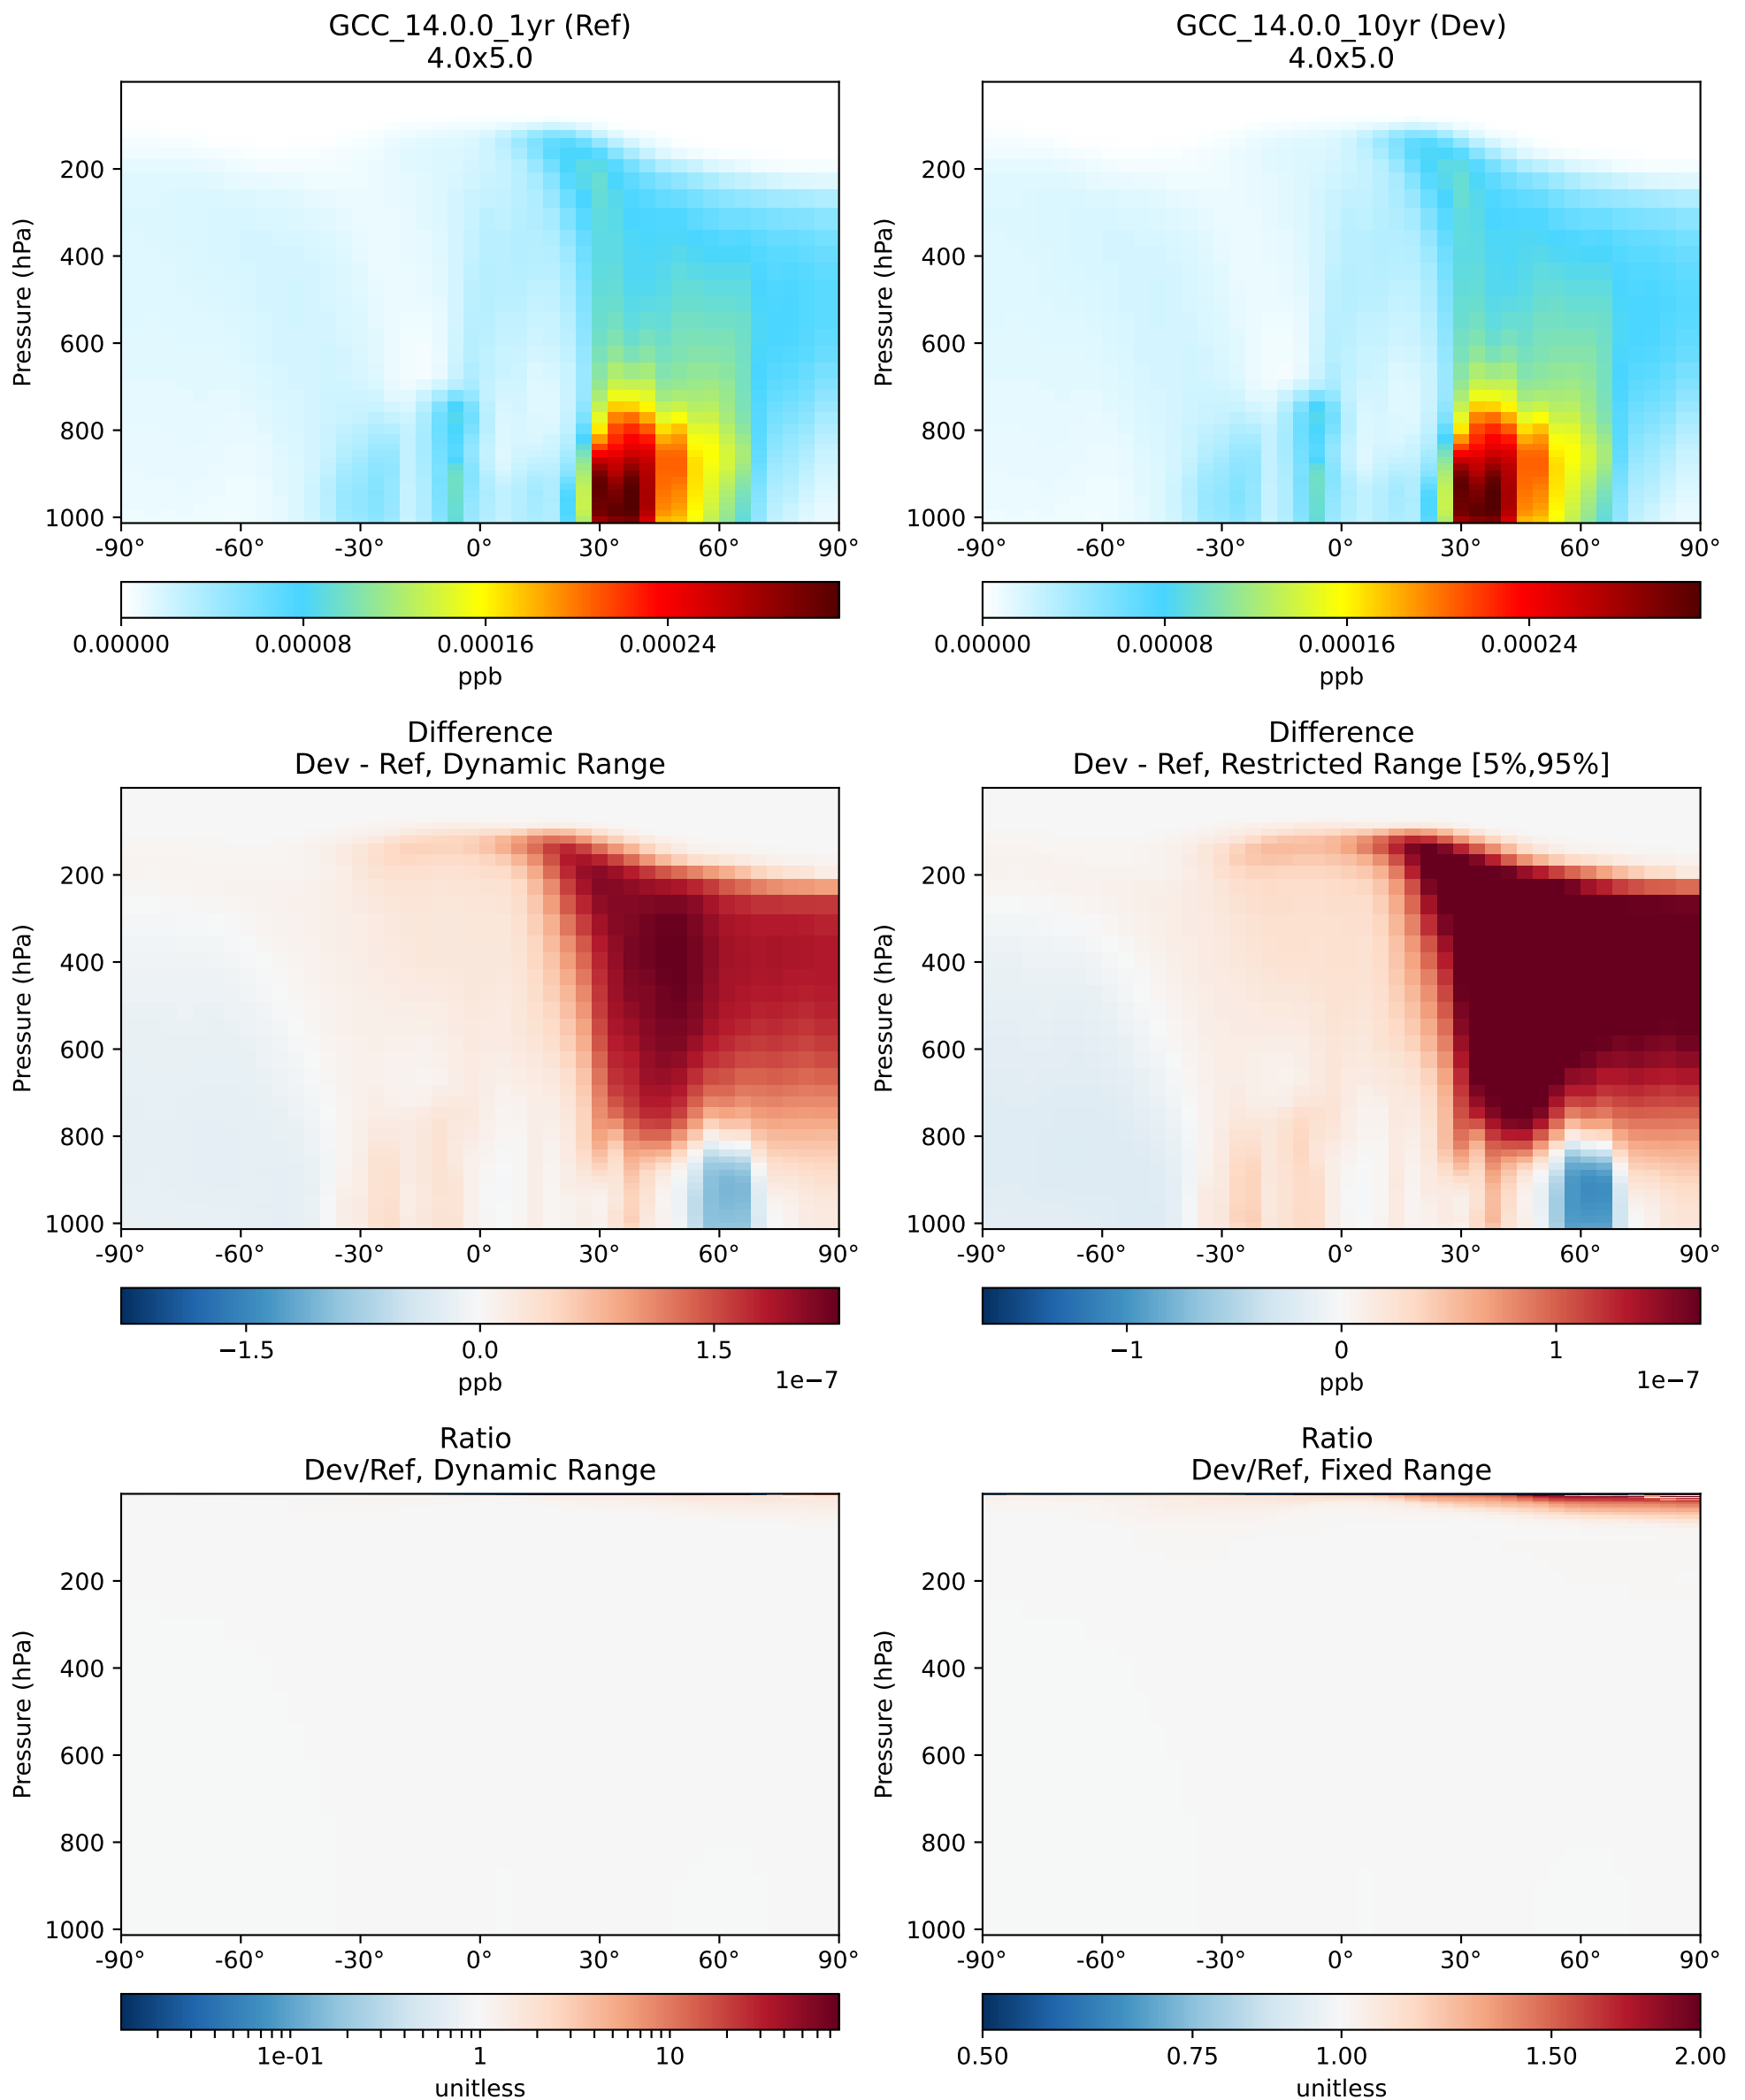 GCC_14.0.0_1yr (Ref)
4.0x5.0
GCC_14.0.0_10yr (Dev)
4.0x5.0
Pressure (hPa)
200
400
600
800
1000
-90° -60° -30° 0° 30° 60° 90°
0.00000 0.00008 0.00016 0.00024
ppb
Pressure (hPa)
200
400
600
800
1000
-90° -60° -30° 0° 30° 60° 90°
0.00000 0.00008 0.00016 0.00024
ppb
Difference
Dev - Ref, Dynamic Range
Difference
Dev - Ref, Restricted Range [5%,95%]
Pressure (hPa)
200
400
600
800
1000
-90° -60° -30° 0° 30° 60° 90°
−1.5 0.0 1.5
ppb
1e−7
Pressure (hPa)
200
400
600
800
1000
-90° -60° -30° 0° 30° 60° 90°
−1 0 1
ppb
1e−7
Ratio
Dev/Ref, Dynamic Range
Ratio
Dev/Ref, Fixed Range
Pressure (hPa)
200
400
600
800
1000
-90° -60° -30° 0° 30° 60° 90°
1e-01 1 10
unitless
Pressure (hPa)
200
400
600
800
1000
-90° -60° -30° 0° 30° 60° 90°
0.50 0.75 1.00 1.50 2.00
unitless